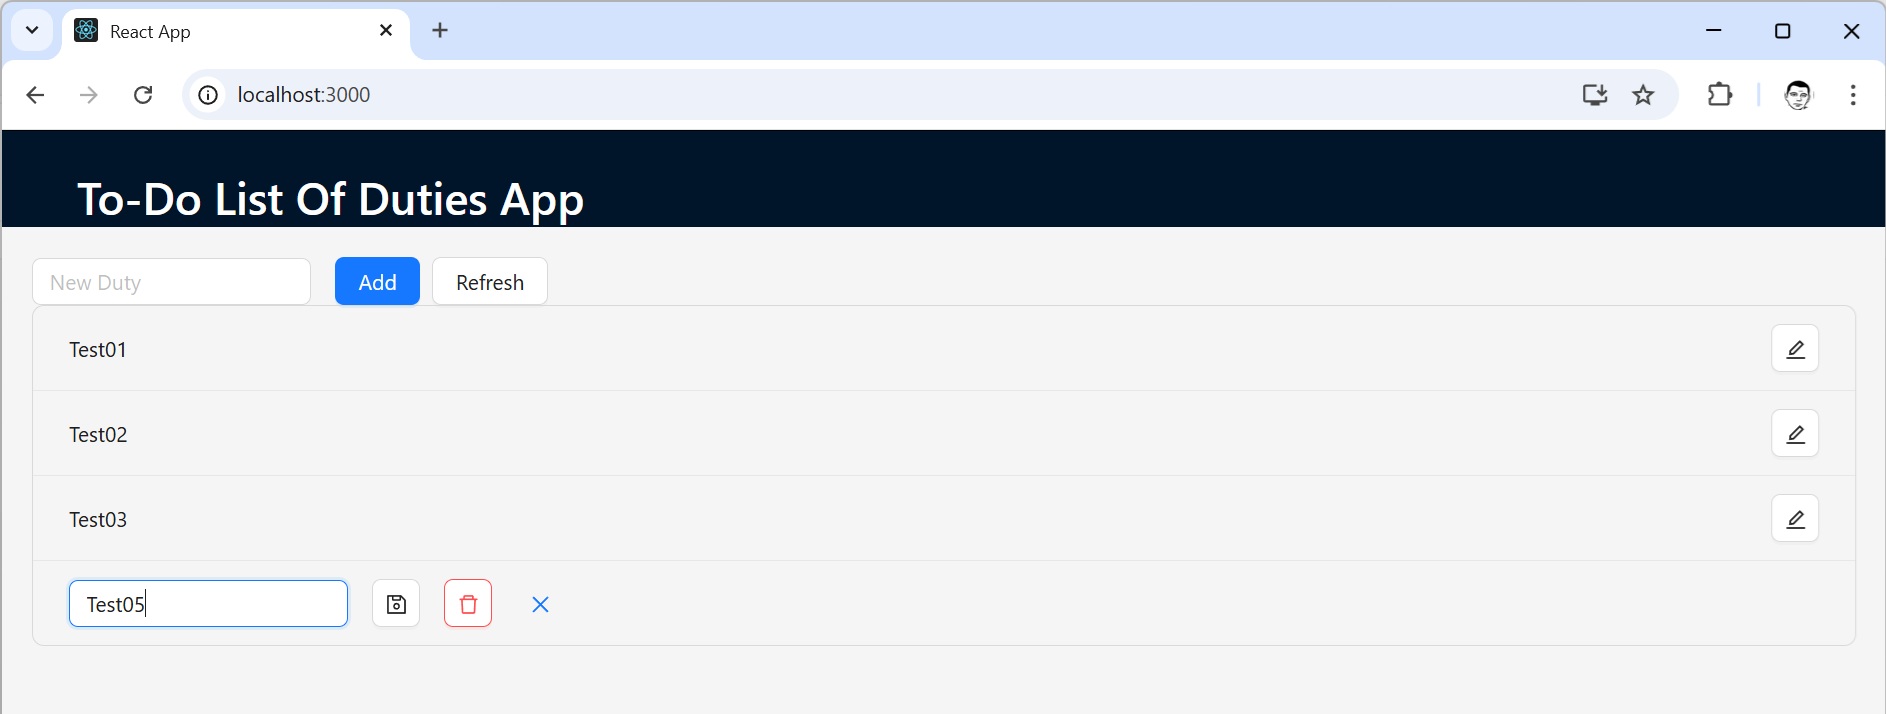 React App
localhost:3000
To-Do List Of Duties App
New Duty Add Refresh
Test01
Test02
Test03
Test05